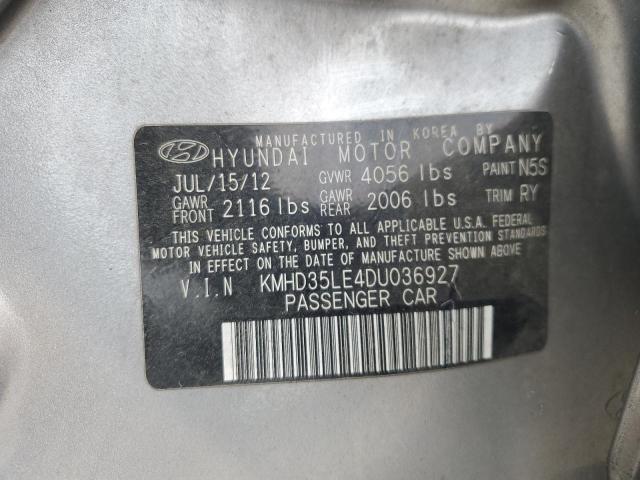 MANUFACTURED IN KOREA BY
HYUNDAI MOTOR COMPANY
JUL/15/12 GVWR 4056 lbs PAINT N5S
GAWR FRONT 2116 lbs GAWR REAR 2006 lbs TRIM RY
THIS VEHICLE CONFORMS TO ALL APPLICABLE U.S.A. FEDERAL
MOTOR VEHICLE SAFETY, BUMPER, AND THEFT PREVENTION STANDARDS
IN EFFECT ON THE DATE OF MANUFACTURE SHOWN ABOVE
V.I.N KMHD35LE4DU036927
PASSENGER CAR